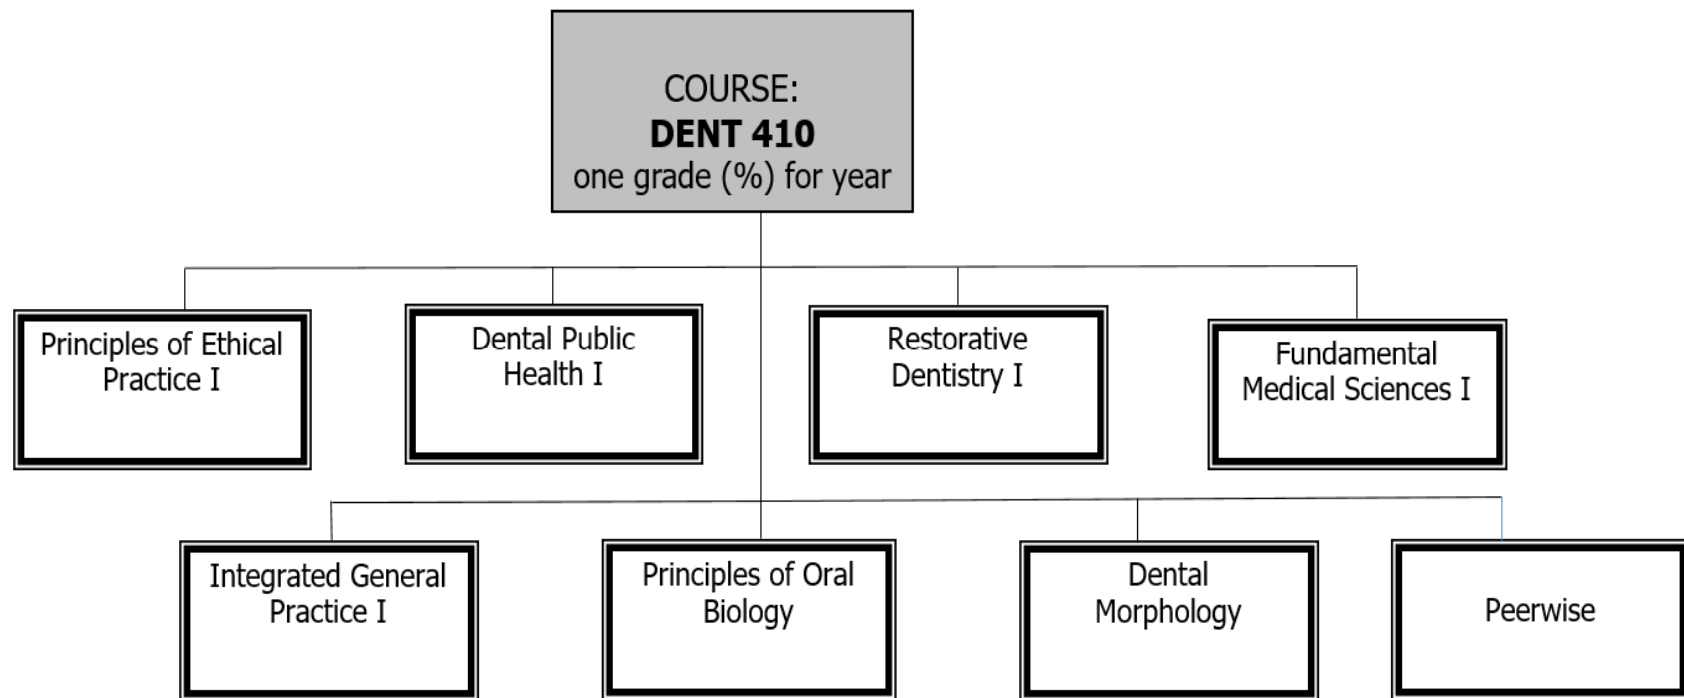 COURSE:
DENT 410
one grade (%) for year
Principles of Ethical
Practice I
Dental Public
Health I
Restorative
Dentistry I
Fundamental
Medical Sciences I
Integrated General
Practice I
Principles of Oral
Biology
Dental
Morphology
Peerwise